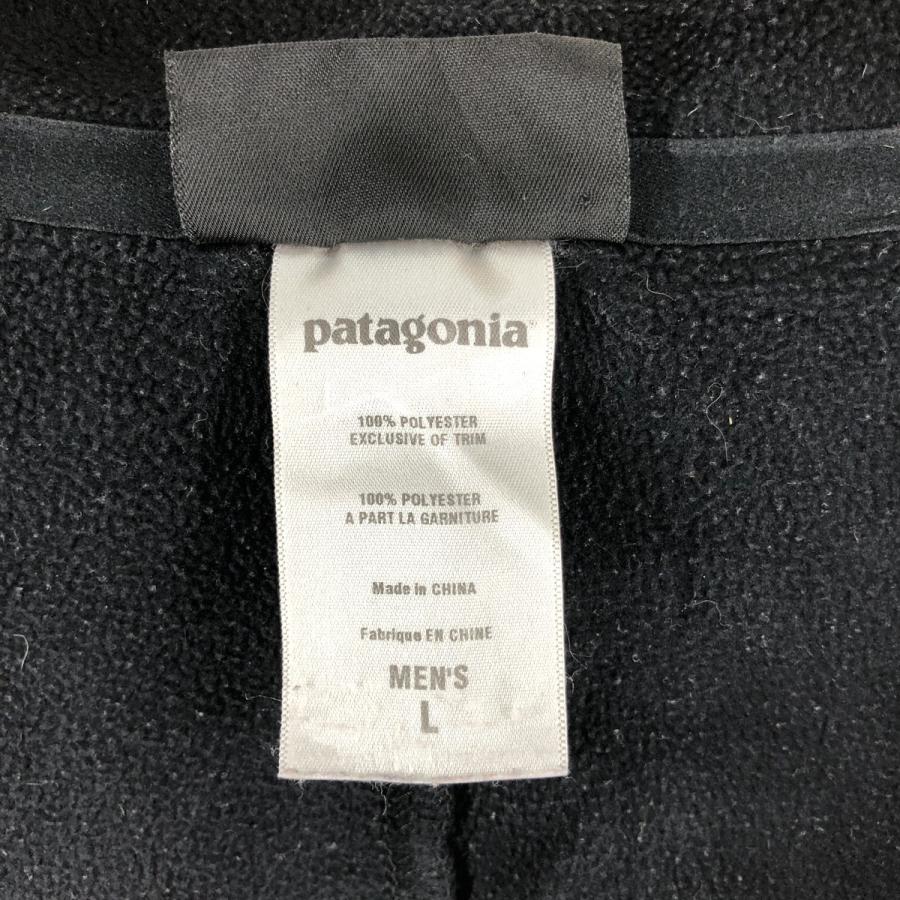 patagonia
100% POLYESTER
EXCLUSIVE OF TRIM
100% POLYESTER
A PART LA GARNITURE
Made in CHINA
Fabrique EN CHINE
MEN'S
L